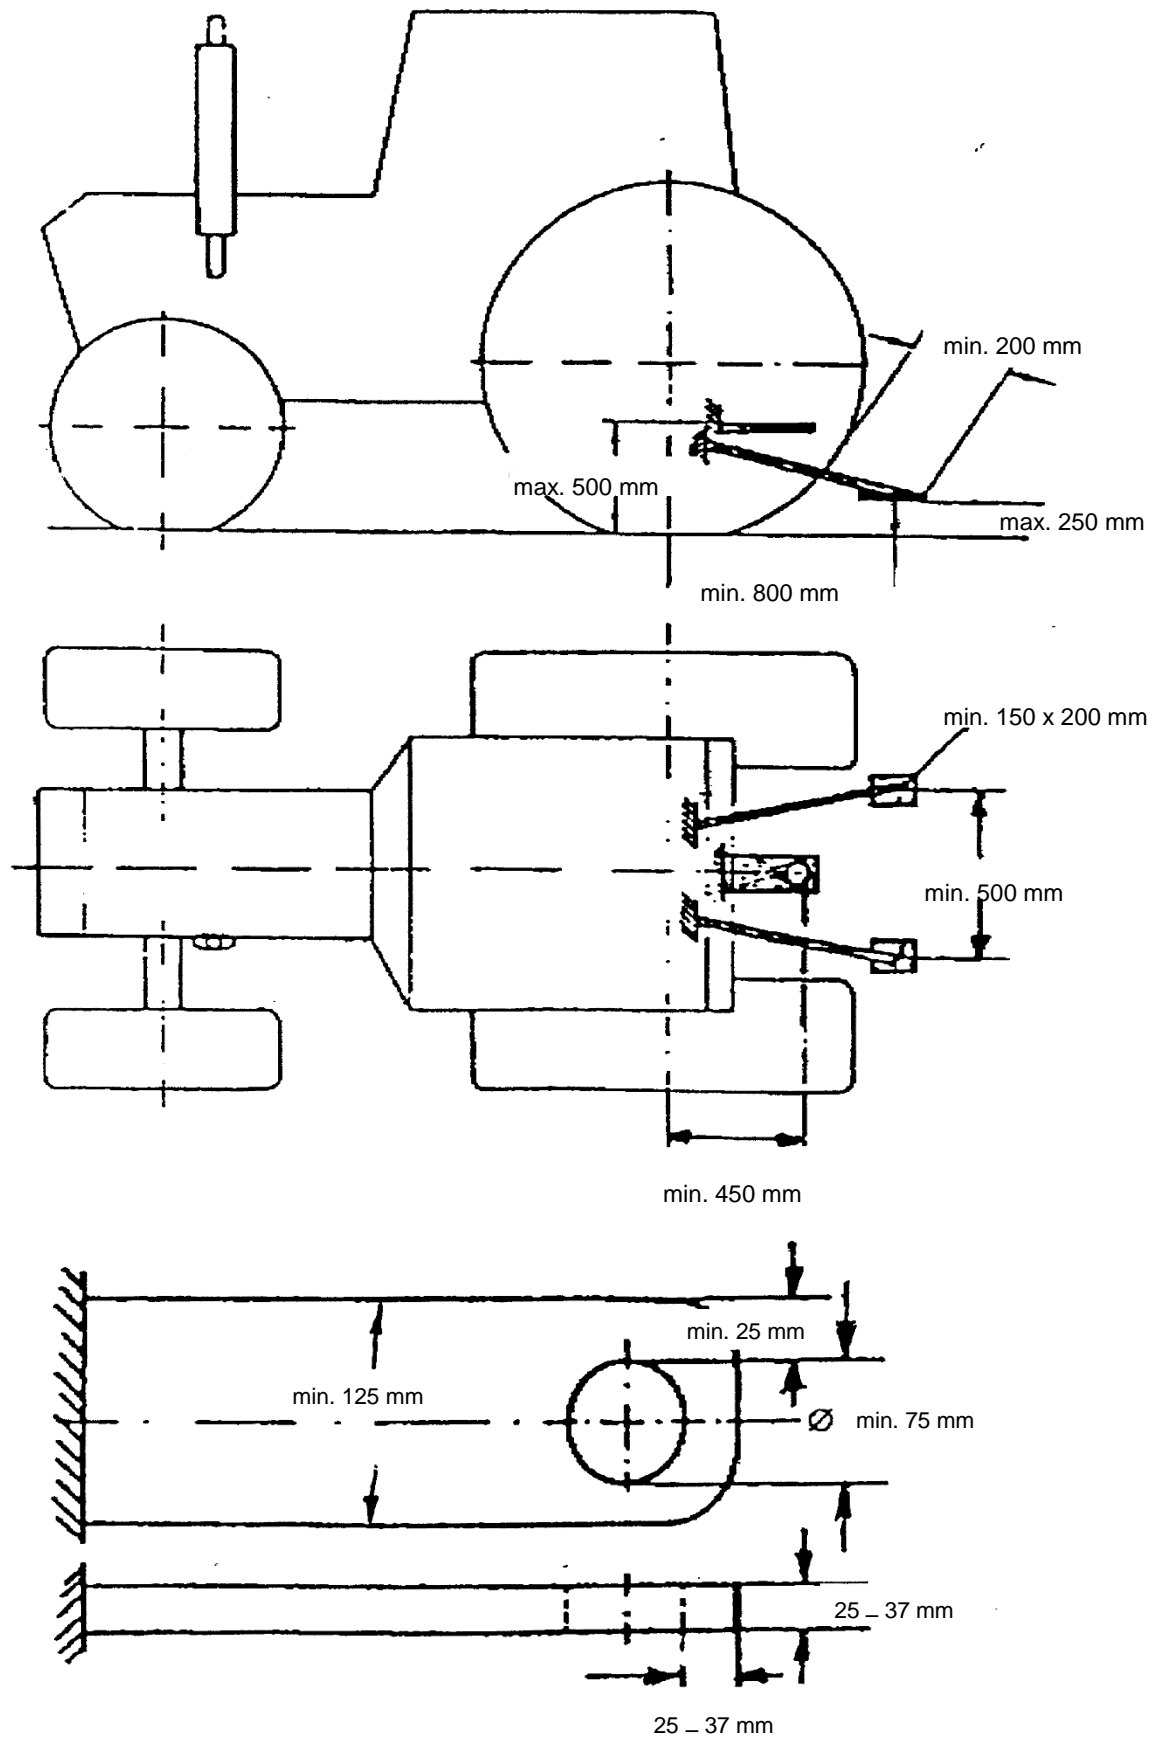 min. 200 mm
max. 500 mm
max. 250 mm
min. 800 mm
min. 150 x 200 mm
min. 500 mm
min. 450 mm
min. 25 mm
min. 125 mm
Ø min. 75 mm
25 – 37 mm
25 – 37 mm